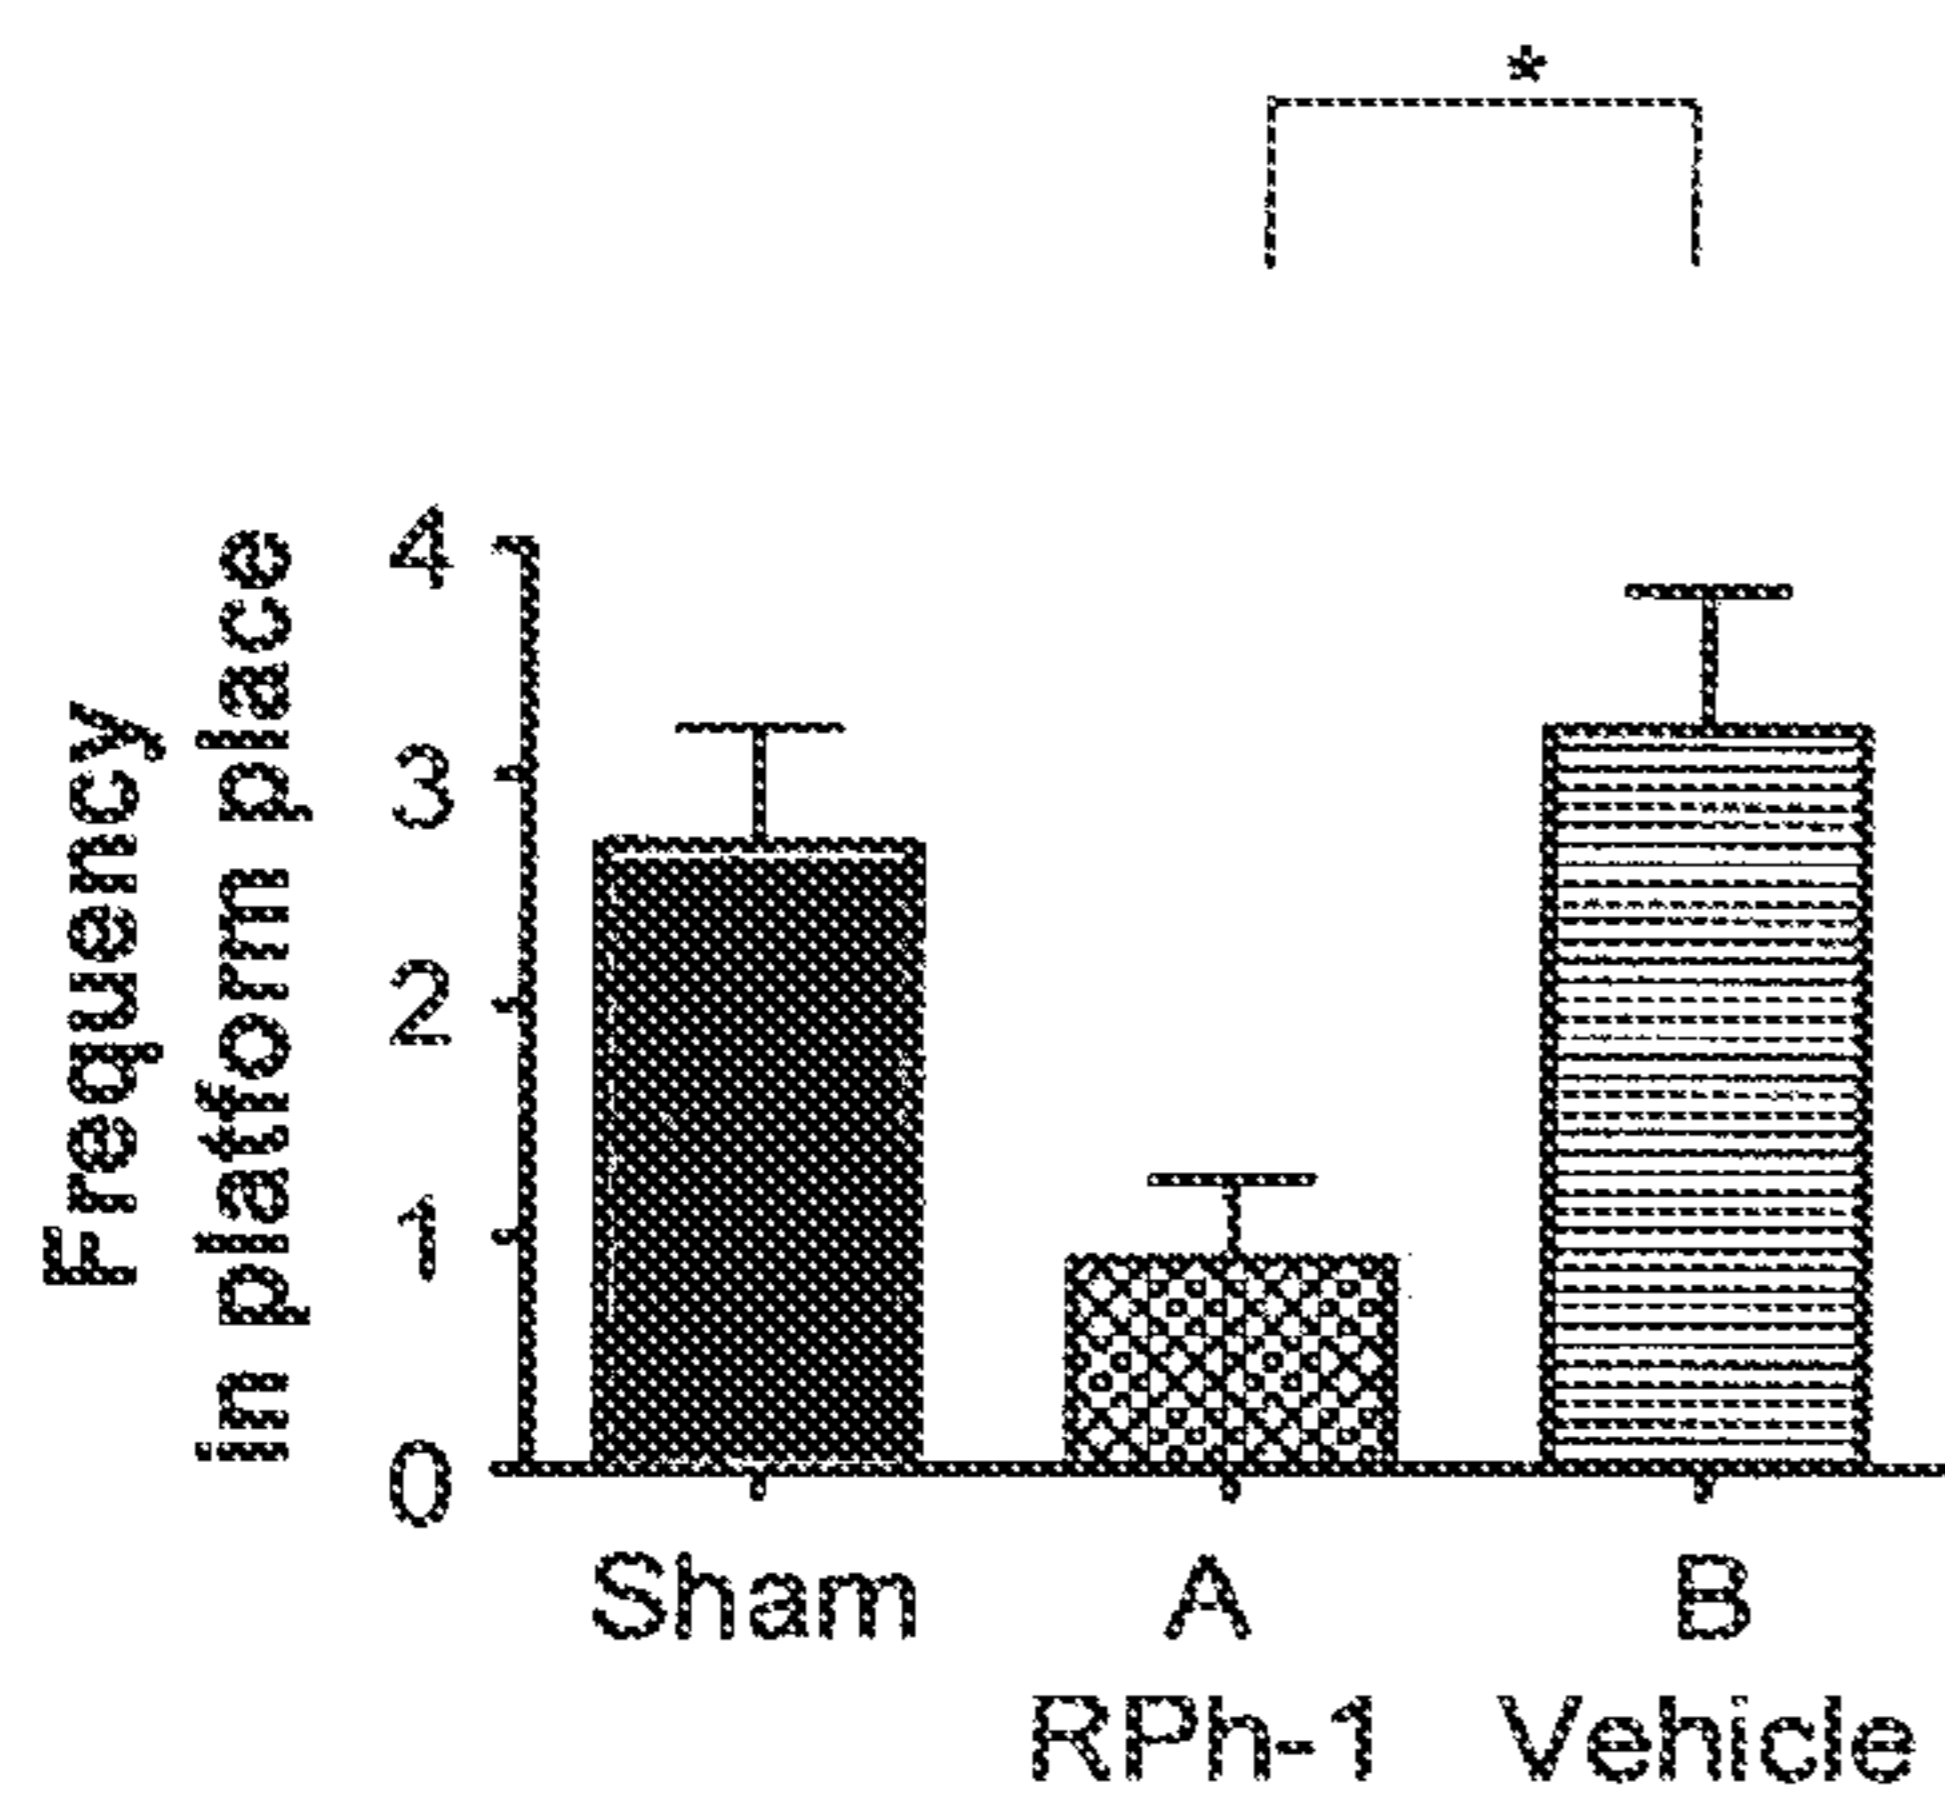 *
Frequency
in platform place
4
3
2
1
0
Sham A B
RPh-1 Vehicle